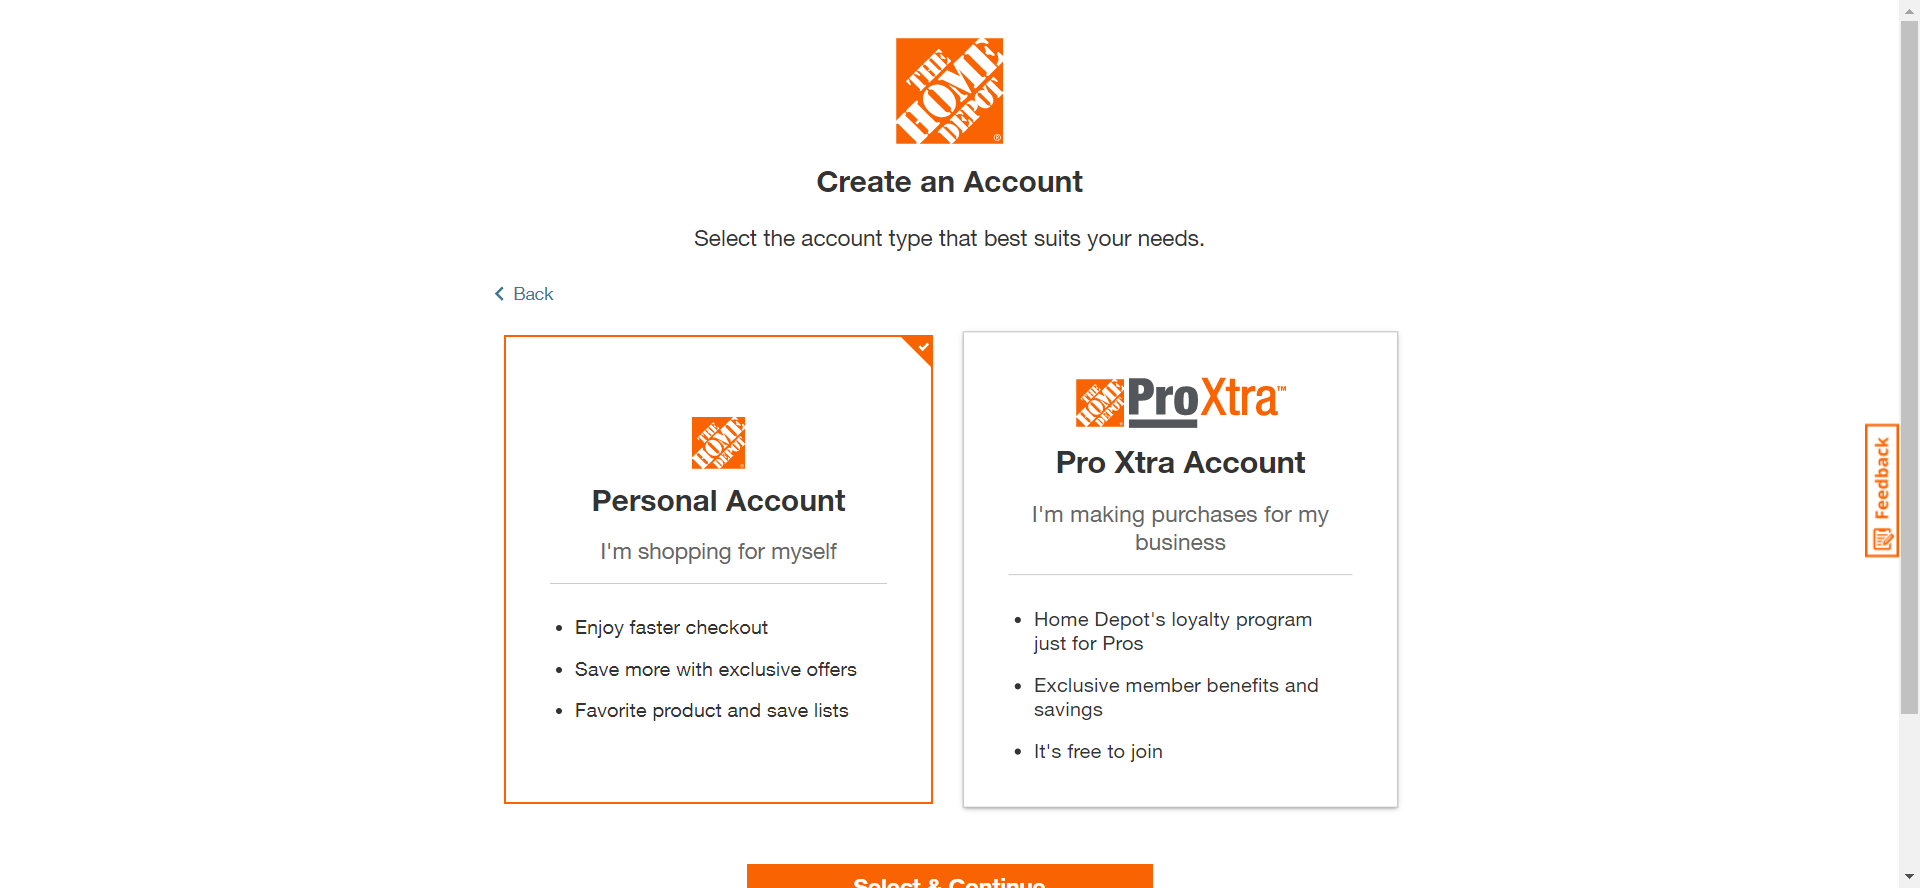 THE
HOME
DEPOT
®
Create an Account
Select the account type that best suits your needs.
Back
THE
HOME
DEPOT
Personal Account
I'm shopping for myself
• Enjoy faster checkout
• Save more with exclusive offers
• Favorite product and save lists
THE
HOME
DEPOT
ProXtra™
Pro Xtra Account
I'm making purchases for my
business
• Home Depot's loyalty program
just for Pros
• Exclusive member benefits and
savings
• It's free to join
Select & Continue
Feedback